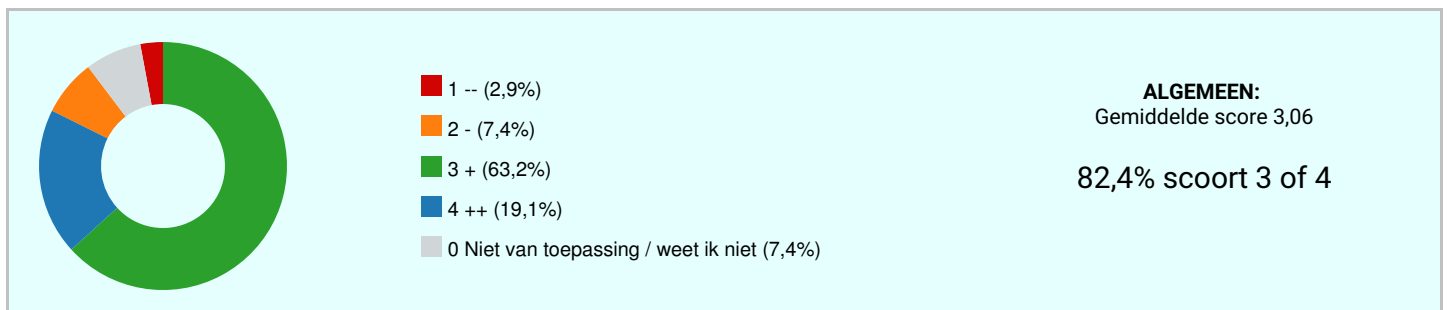 1 -- (2,9%)
2 - (7,4%)
3 + (63,2%)
4 ++ (19,1%)
0 Niet van toepassing / weet ik niet (7,4%)
ALGEMEEN:
Gemiddelde score 3,06
82,4% scoort 3 of 4